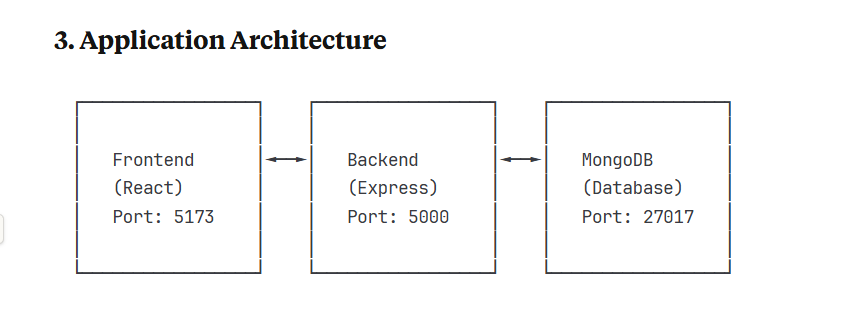 3. Application Architecture
Frontend
(React)
Port: 5173
Backend
(Express)
Port: 5000
MongoDB
(Database)
Port: 27017